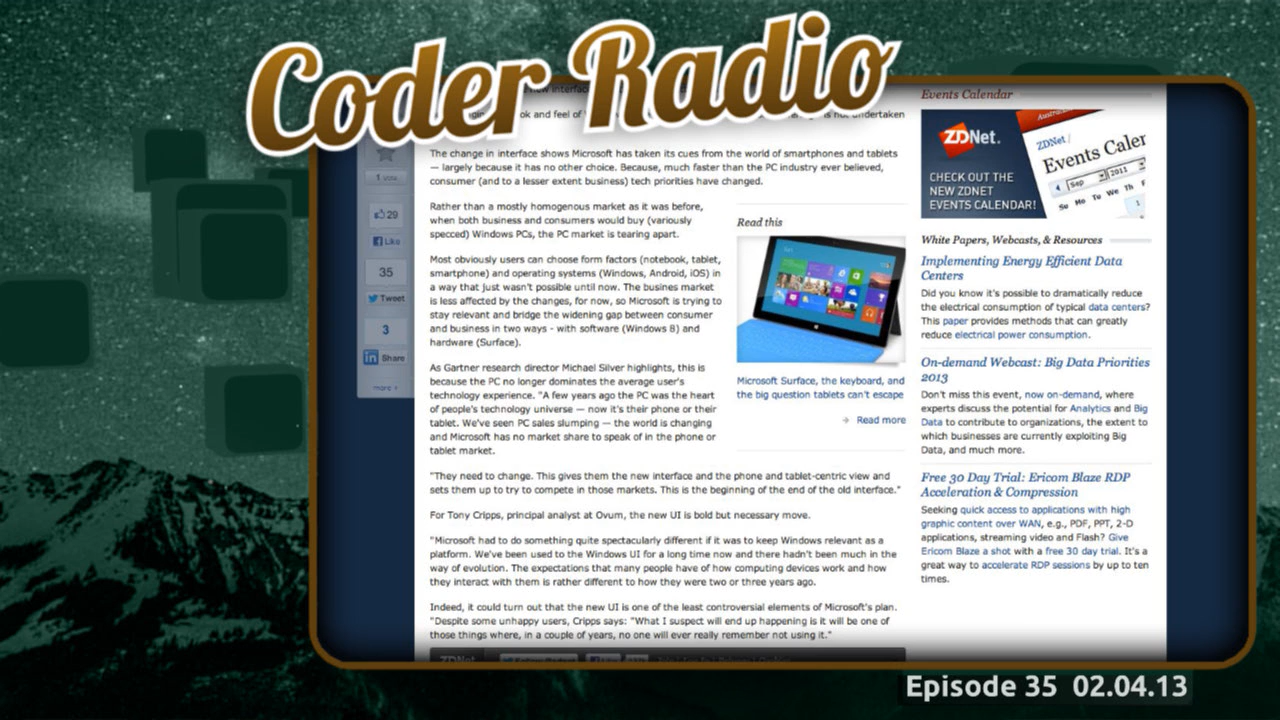 Coder Radio
new interfac
ok and feel of
is not undertaken
The change in interface shows Microsoft has taken its cues from the world of smartphones and tablets
— largely because it has no other choice. Because, much faster than the PC industry ever believed,
consumer (and to a lesser extent business) tech priorities have changed.
Rather than a mostly homogenous market as it was before,
when both business and consumers would buy (variously
specced) Windows PCs, the PC market is tearing apart.
Most obviously users can choose form factors (notebook, tablet,
smartphone) and operating systems (Windows, Android, iOS) in
a way that just wasn't possible until now. The busines market
is less affected by the changes, for now, so Microsoft is trying to
stay relevant and bridge the widening gap between consumer
and business in two ways - with software (Windows 8) and
hardware (Surface).
As Gartner research director Michael Silver highlights, this is
because the PC no longer dominates the average user's
technology experience. "A few years ago the PC was the heart
of people's technology universe — now it's their phone or their
tablet. We've seen PC sales slumping — the world is changing
and Microsoft has no market share to speak of in the phone or
tablet market.
"They need to change. This gives them the new interface and the phone and tablet-centric view and
sets them up to try to compete in those markets. This is the beginning of the end of the old interface."
For Tony Cripps, principal analyst at Ovum, the new UI is bold but necessary move.
"Microsoft had to do something quite spectacularly different if it was to keep Windows relevant as a
platform. We've been used to the Windows UI for a long time now and there hadn't been much in the
way of evolution. The expectations that many people have of how computing devices work and how
they interact with them is rather different to how they were two or three years ago.
Indeed, it could turn out that the new UI is one of the least controversial elements of Microsoft's plan.
"Despite some unhappy users, Cripps says: "What I suspect will end up happening is it will be one of
those things where, in a couple of years, no one will ever really remember not using it."
1 vote
29
Like
35
Tweet
3
in Share
more +
Read this
Microsoft Surface, the keyboard, and
the big question tablets can't escape
Read more
Events Calendar
ZDNet.
CHECK OUT THE
NEW ZDNET
EVENTS CALENDAR!
ZDNet /
Events Caler
Sep
2011
Su Mo Tu We Th F
1
White Papers, Webcasts, & Resources
Implementing Energy Efficient Data
Centers
Did you know it's possible to dramatically reduce
the electrical consumption of typical data centers?
This paper provides methods that can greatly
reduce electrical power consumption.
On-demand Webcast: Big Data Priorities
2013
Don't miss this event, now on-demand, where
experts discuss the potential for Analytics and Big
Data to contribute to organizations, the extent to
which businesses are currently exploiting Big
Data, and much more.
Free 30 Day Trial: Ericom Blaze RDP
Acceleration & Compression
Seeking quick access to applications with high
graphic content over WAN, e.g., PDF, PPT, 2-D
applications, streaming video and Flash? Give
Ericom Blaze a shot with a free 30 day trial. It's a
great way to accelerate RDP sessions by up to ten
times.
ZDNet
Episode 35 02.04.13